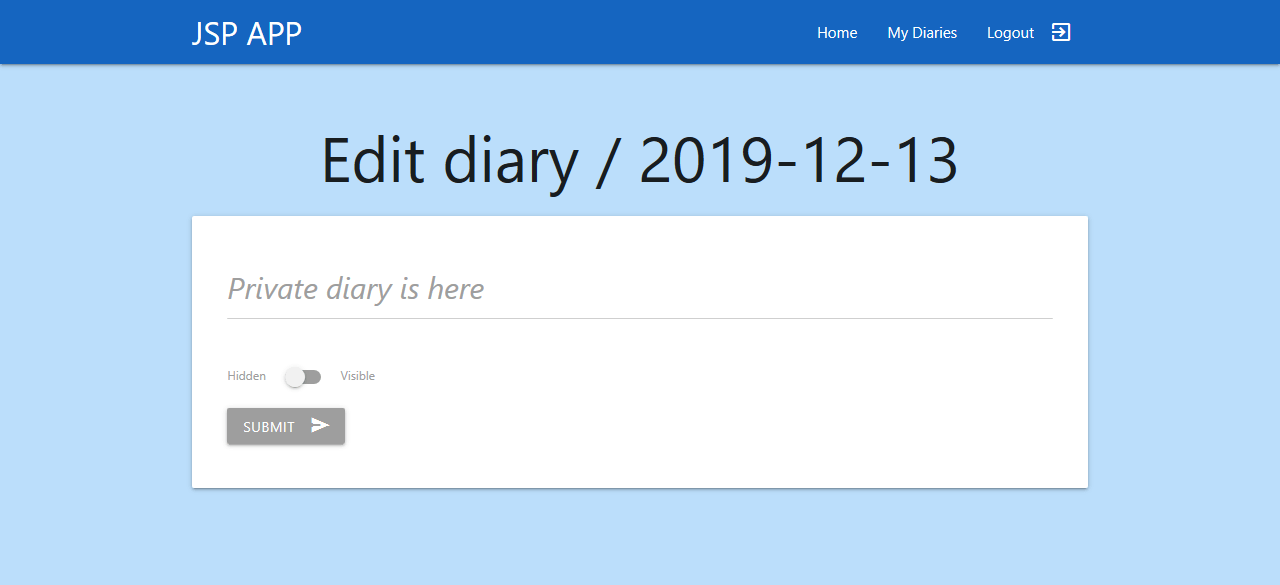 JSP APP
Home My Diaries Logout
Edit diary / 2019-12-13
Private diary is here
Hidden Visible
SUBMIT